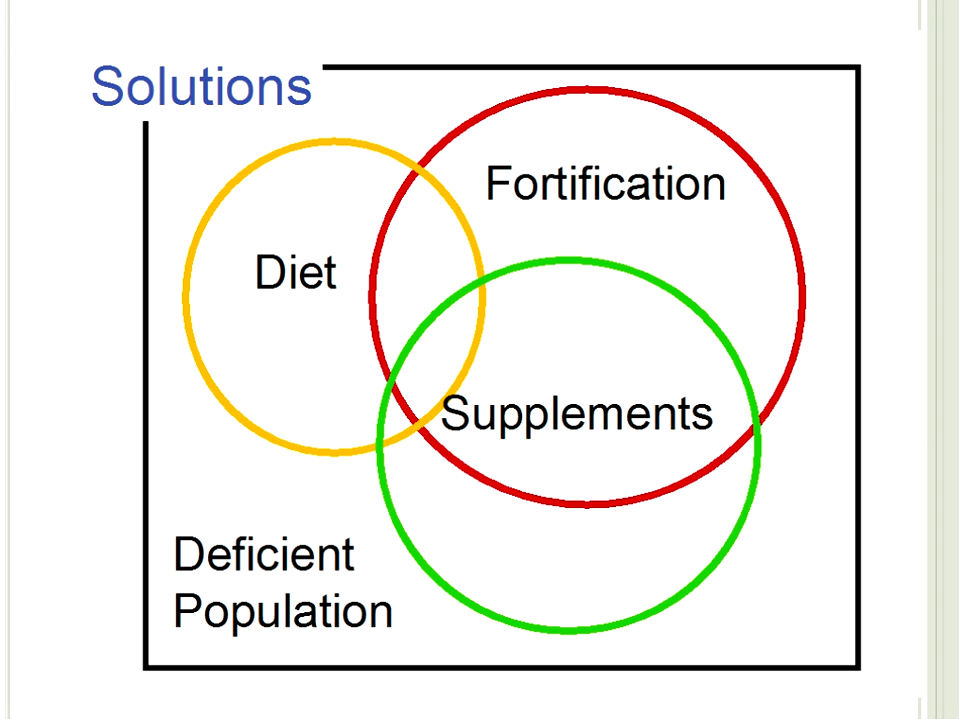 Solutions
Fortification
Diet
Supplements
Deficient
Population